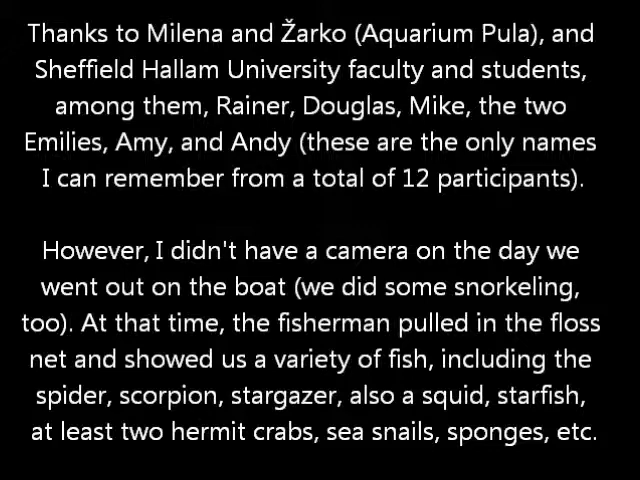 Thanks to Milena and Žarko (Aquarium Pula), and
Sheffield Hallam University faculty and students,
among them, Rainer, Douglas, Mike, the two
Emilies, Amy, and Andy (these are the only names
I can remember from a total of 12 participants).
However, I didn't have a camera on the day we
went out on the boat (we did some snorkeling,
too). At that time, the fisherman pulled in the floss
net and showed us a variety of fish, including the
spider, scorpion, stargazer, also a squid, starfish,
at least two hermit crabs, sea snails, sponges, etc.